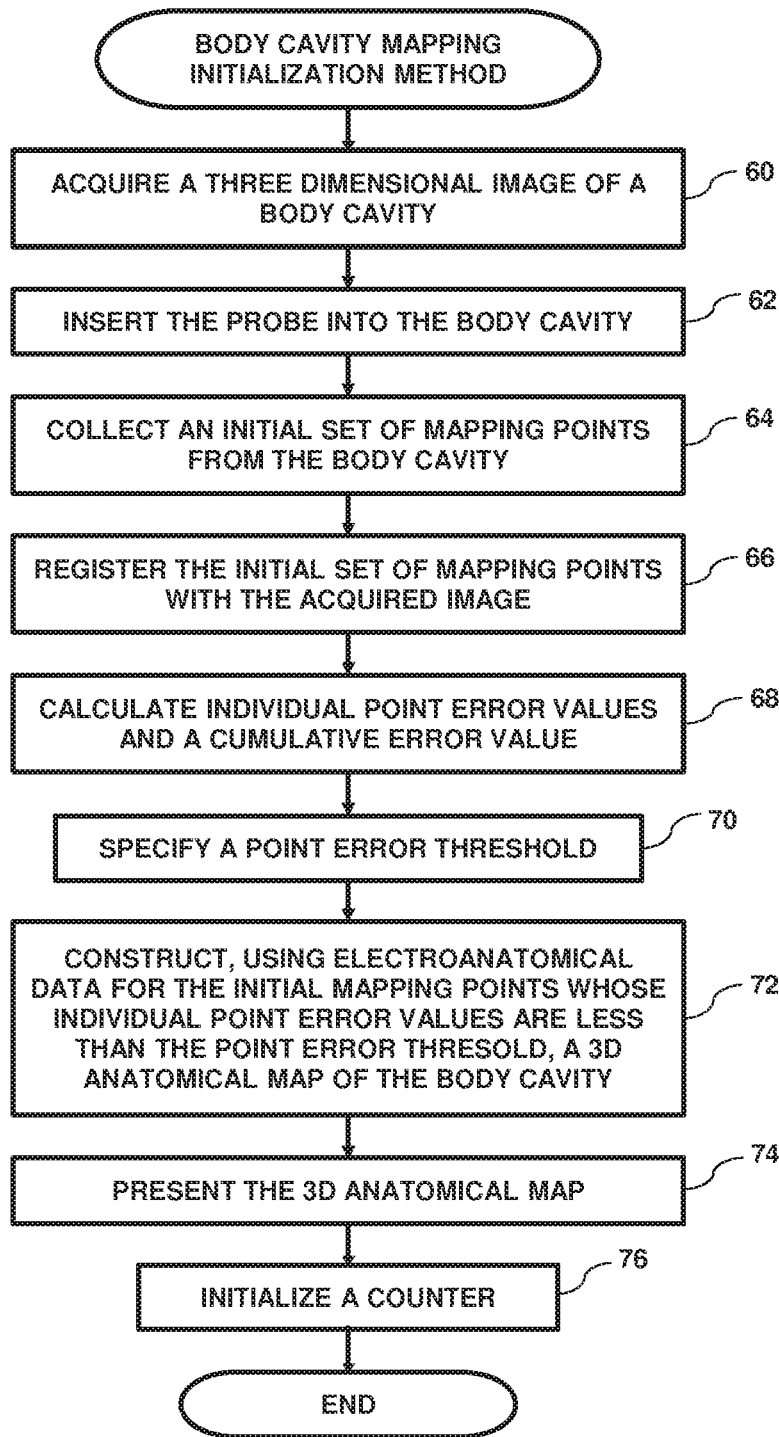 BODY CAVITY MAPPING
INITIALIZATION METHOD
ACQUIRE A THREE DIMENSIONAL IMAGE OF A
BODY CAVITY
60
INSERT THE PROBE INTO THE BODY CAVITY
62
COLLECT AN INITIAL SET OF MAPPING POINTS
FROM THE BODY CAVITY
64
REGISTER THE INITIAL SET OF MAPPING POINTS
WITH THE ACQUIRED IMAGE
66
CALCULATE INDIVIDUAL POINT ERROR VALUES
AND A CUMULATIVE ERROR VALUE
68
SPECIFY A POINT ERROR THRESHOLD
70
CONSTRUCT, USING ELECTROANATOMICAL
DATA FOR THE INITIAL MAPPING POINTS WHOSE
INDIVIDUAL POINT ERROR VALUES ARE LESS
THAN THE POINT ERROR THRESOLD, A 3D
ANATOMICAL MAP OF THE BODY CAVITY
72
PRESENT THE 3D ANATOMICAL MAP
74
INITIALIZE A COUNTER
76
END